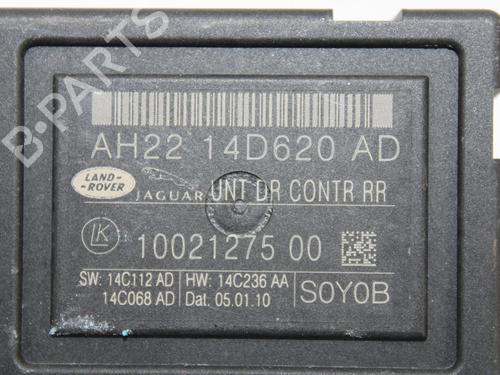 B-PARTS
AH22 14D620 AD
LAND-
ROVER
JAGUAR UNT DR CONTR RR
LK 10021275 00
SW: 14C112 AD HW: 14C236 AA
14C068 AD Dat. 05.01.10
S0Y0B